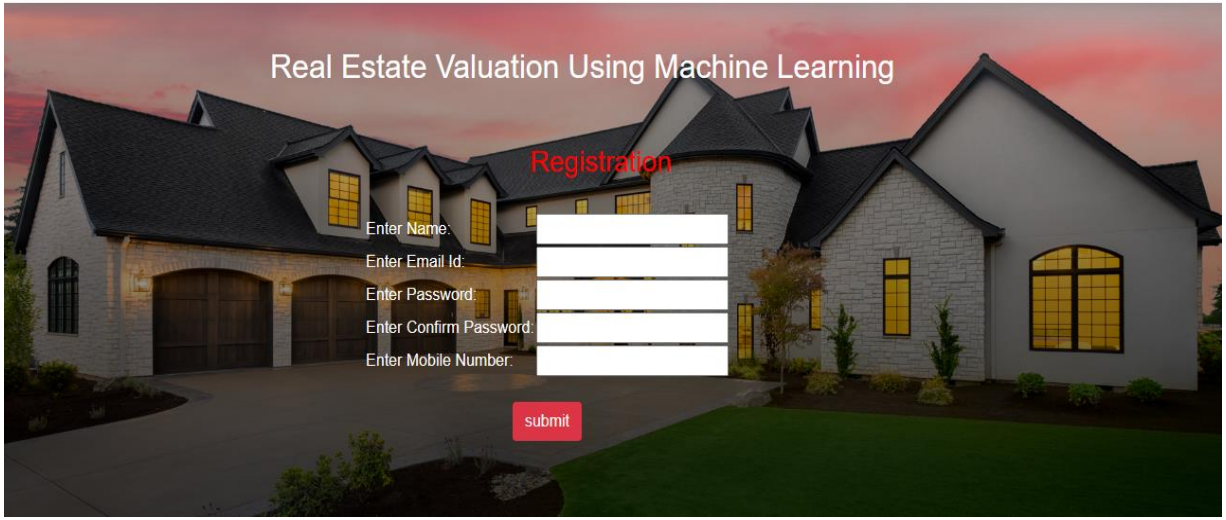 Real Estate Valuation Using Machine Learning
Registration
Enter Name:
Enter Email Id:
Enter Password:
Enter Confirm Password:
Enter Mobile Number:
submit